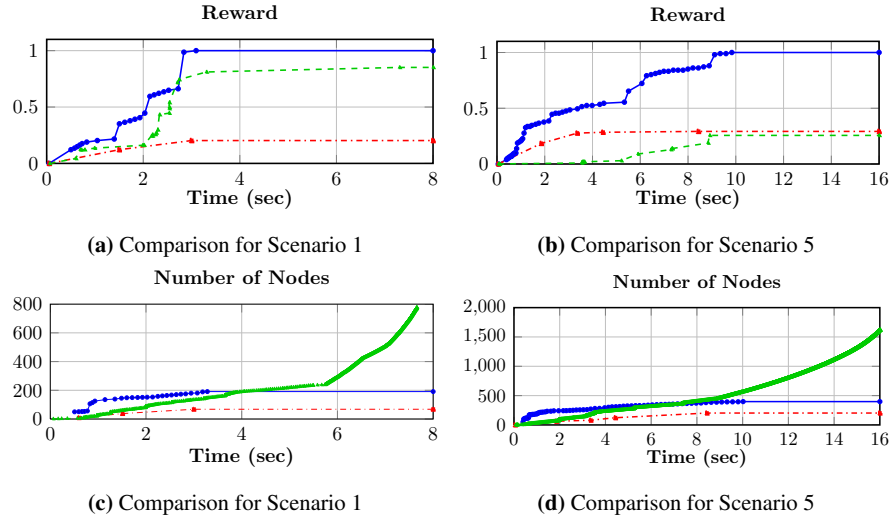 Reward
1
0.5
0
0 2 4 6 8
Time (sec)
(a) Comparison for Scenario 1
Reward
1
0.5
0
0 2 4 6 8 10 12 14 16
Time (sec)
(b) Comparison for Scenario 5
Number of Nodes
800
600
400
200
0
0 2 4 6 8
Time (sec)
(c) Comparison for Scenario 1
Number of Nodes
2,000
1,500
1,000
500
0
0 2 4 6 8 10 12 14 16
Time (sec)
(d) Comparison for Scenario 5